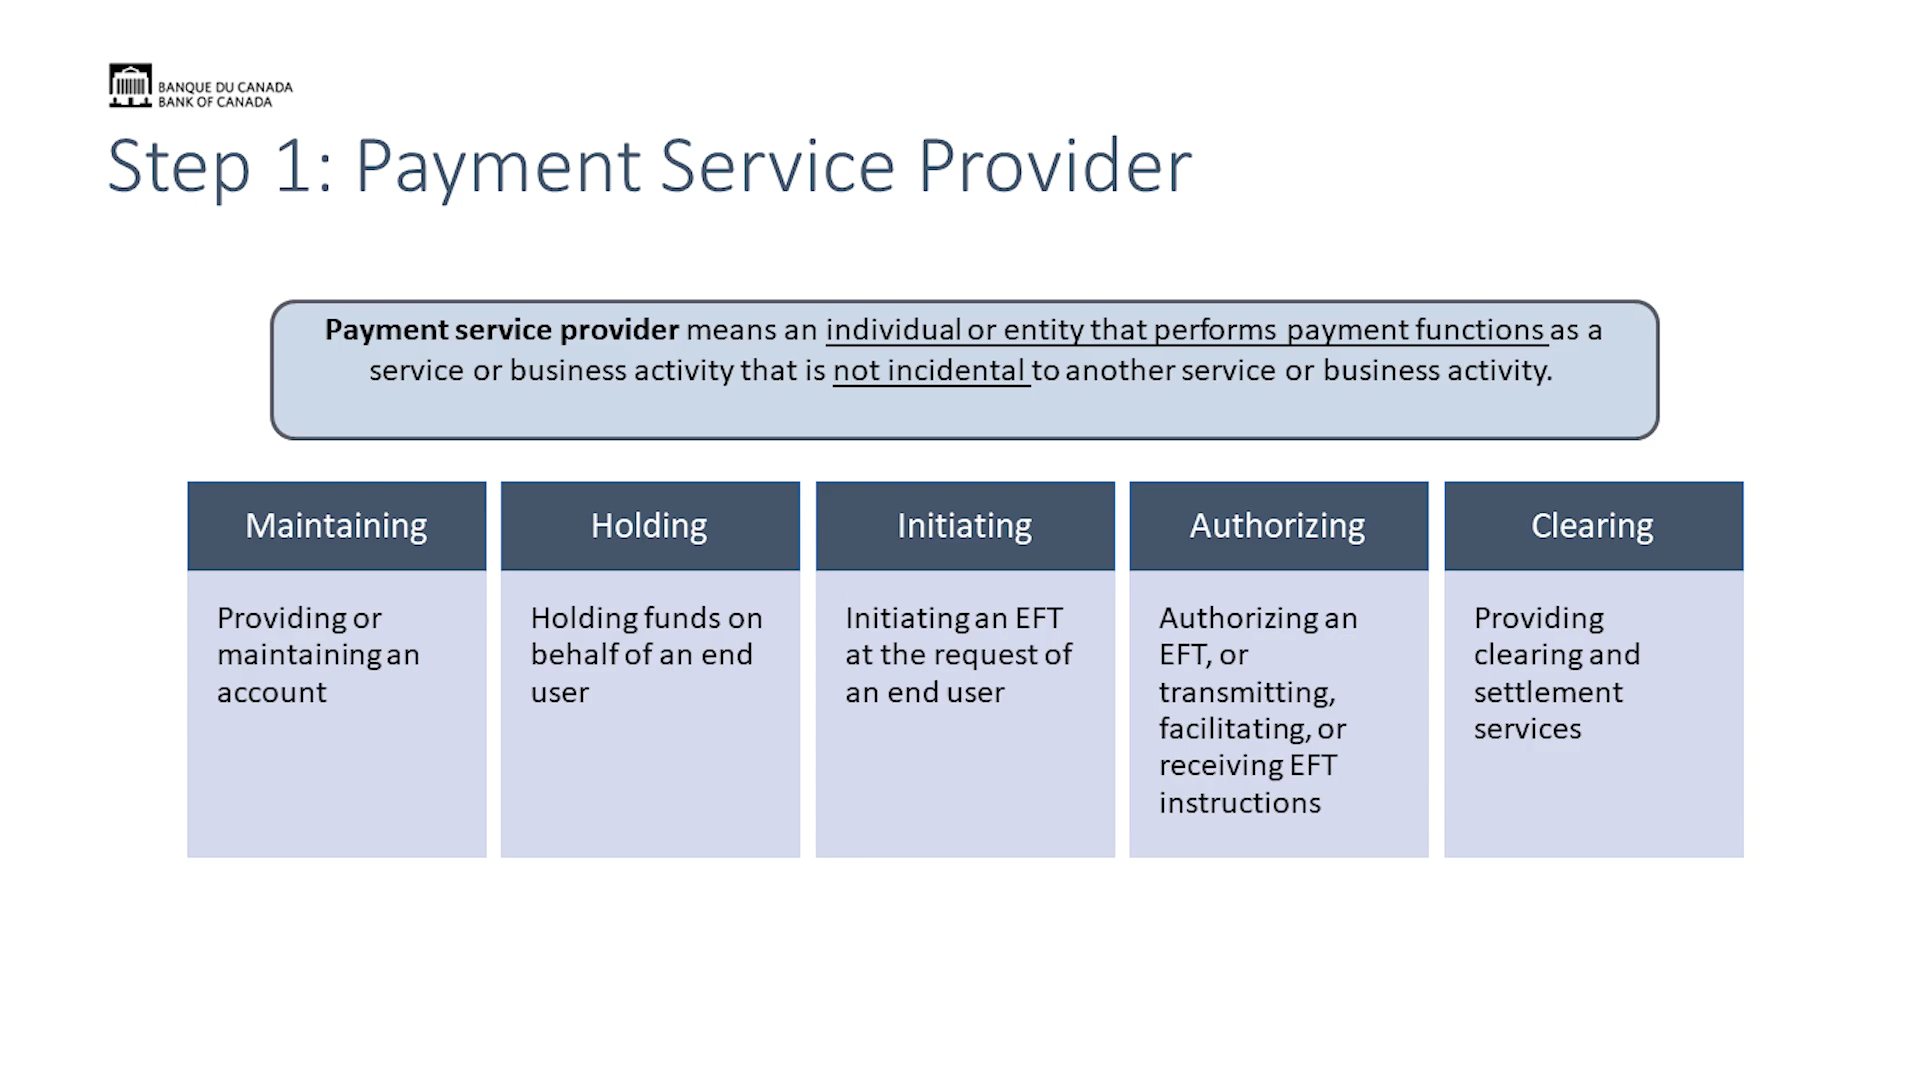 BANQUE DU CANADA
BANK OF CANADA
Step 1: Payment Service Provider
Payment service provider means an individual or entity that performs payment functions as a
service or business activity that is not incidental to another service or business activity.
Maintaining
Providing or
maintaining an
account
Holding
Holding funds on
behalf of an end
user
Initiating
Initiating an EFT
at the request of
an end user
Authorizing
Authorizing an
EFT, or
transmitting,
facilitating, or
receiving EFT
instructions
Clearing
Providing
clearing and
settlement
services